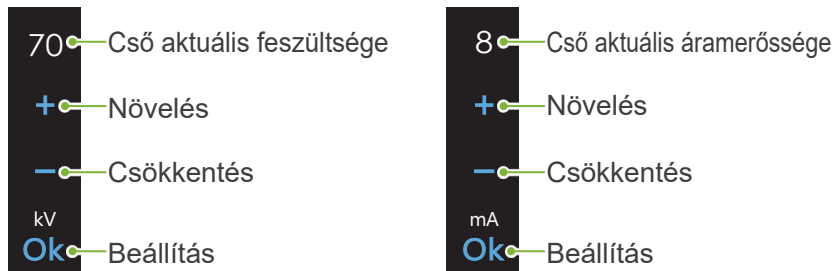 70 Cső aktuális feszültsége
+ Növelés
− Csökkentés
kV
Ok Beállítás
8 Cső aktuális áramerőssége
+ Növelés
− Csökkentés
mA
Ok Beállítás